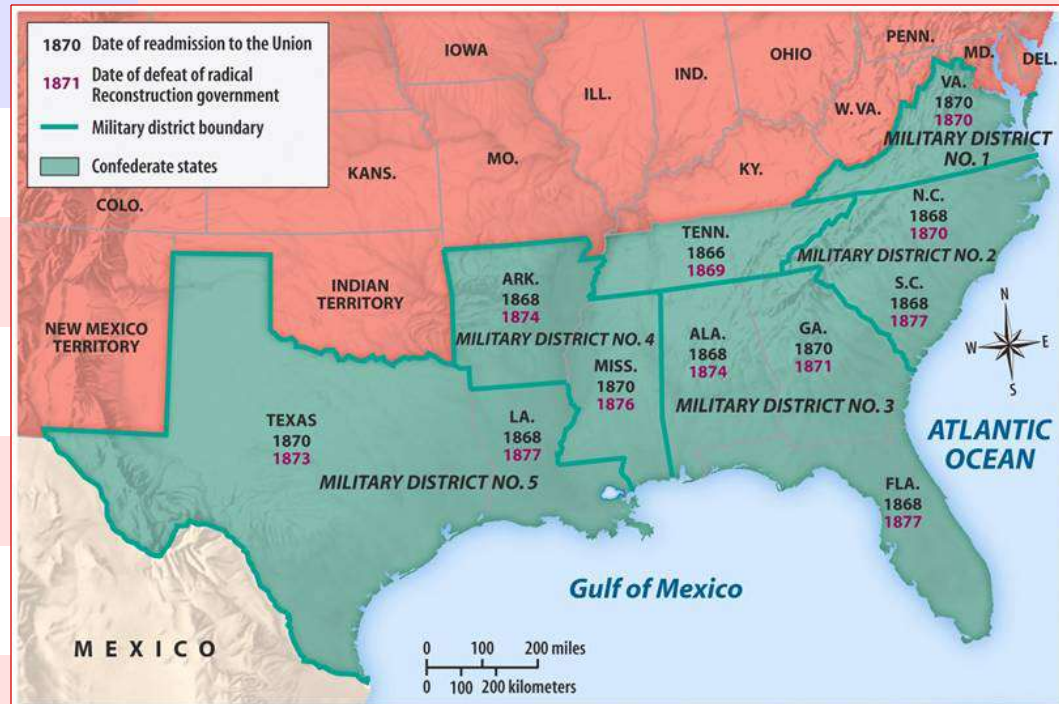 1870 Date of readmission to the Union
1871 Date of defeat of radical
Reconstruction government
Military district boundary
Confederate states
IOWA
ILL.
IND.
OHIO
PENN.
MD.
DEL.
W. VA.
VA.
1870
1870
MILITARY DISTRICT
NO. 1
COLO.
KANS.
MO.
KY.
N.C.
1868
1870
MILITARY DISTRICT NO. 2
S.C.
1868
1877
TENN.
1866
1869
NEW MEXICO
TERRITORY
INDIAN
TERRITORY
ARK.
1868
1874
MILITARY DISTRICT NO. 4
MISS.
1870
1876
ALA.
1868
1874
GA.
1870
1871
MILITARY DISTRICT NO. 3
TEXAS
1870
1873
LA.
1868
1877
MILITARY DISTRICT NO. 5
FLA.
1868
1877
N
W
E
S
ATLANTIC
OCEAN
Gulf of Mexico
MEXICO
0 100 200 miles
0 100 200 kilometers